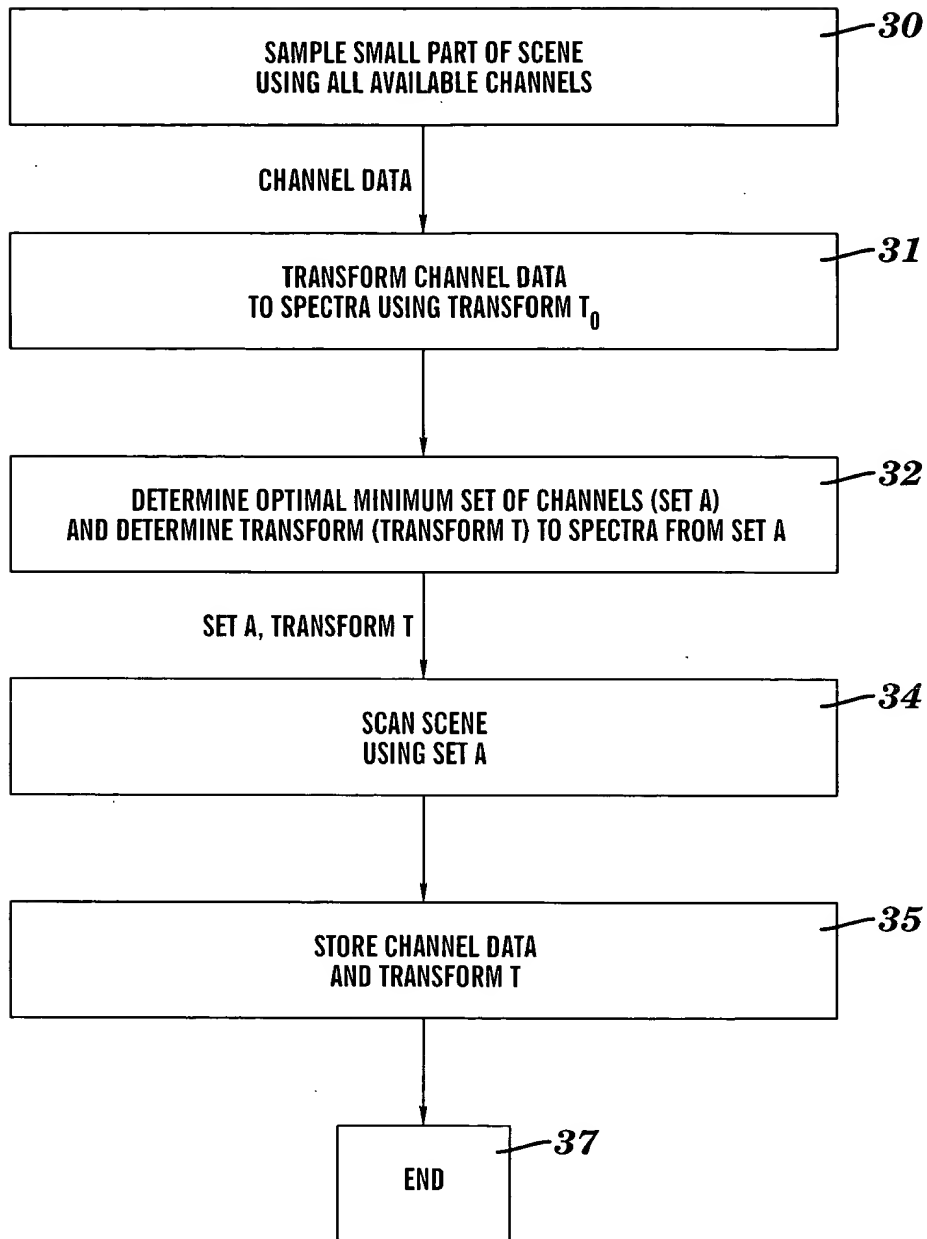 30
SAMPLE SMALL PART OF SCENE
USING ALL AVAILABLE CHANNELS
CHANNEL DATA
31
TRANSFORM CHANNEL DATA
TO SPECTRA USING TRANSFORM T0
32
DETERMINE OPTIMAL MINIMUM SET OF CHANNELS (SET A)
AND DETERMINE TRANSFORM (TRANSFORM T) TO SPECTRA FROM SET A
SET A, TRANSFORM T
34
SCAN SCENE
USING SET A
35
STORE CHANNEL DATA
AND TRANSFORM T
37
END